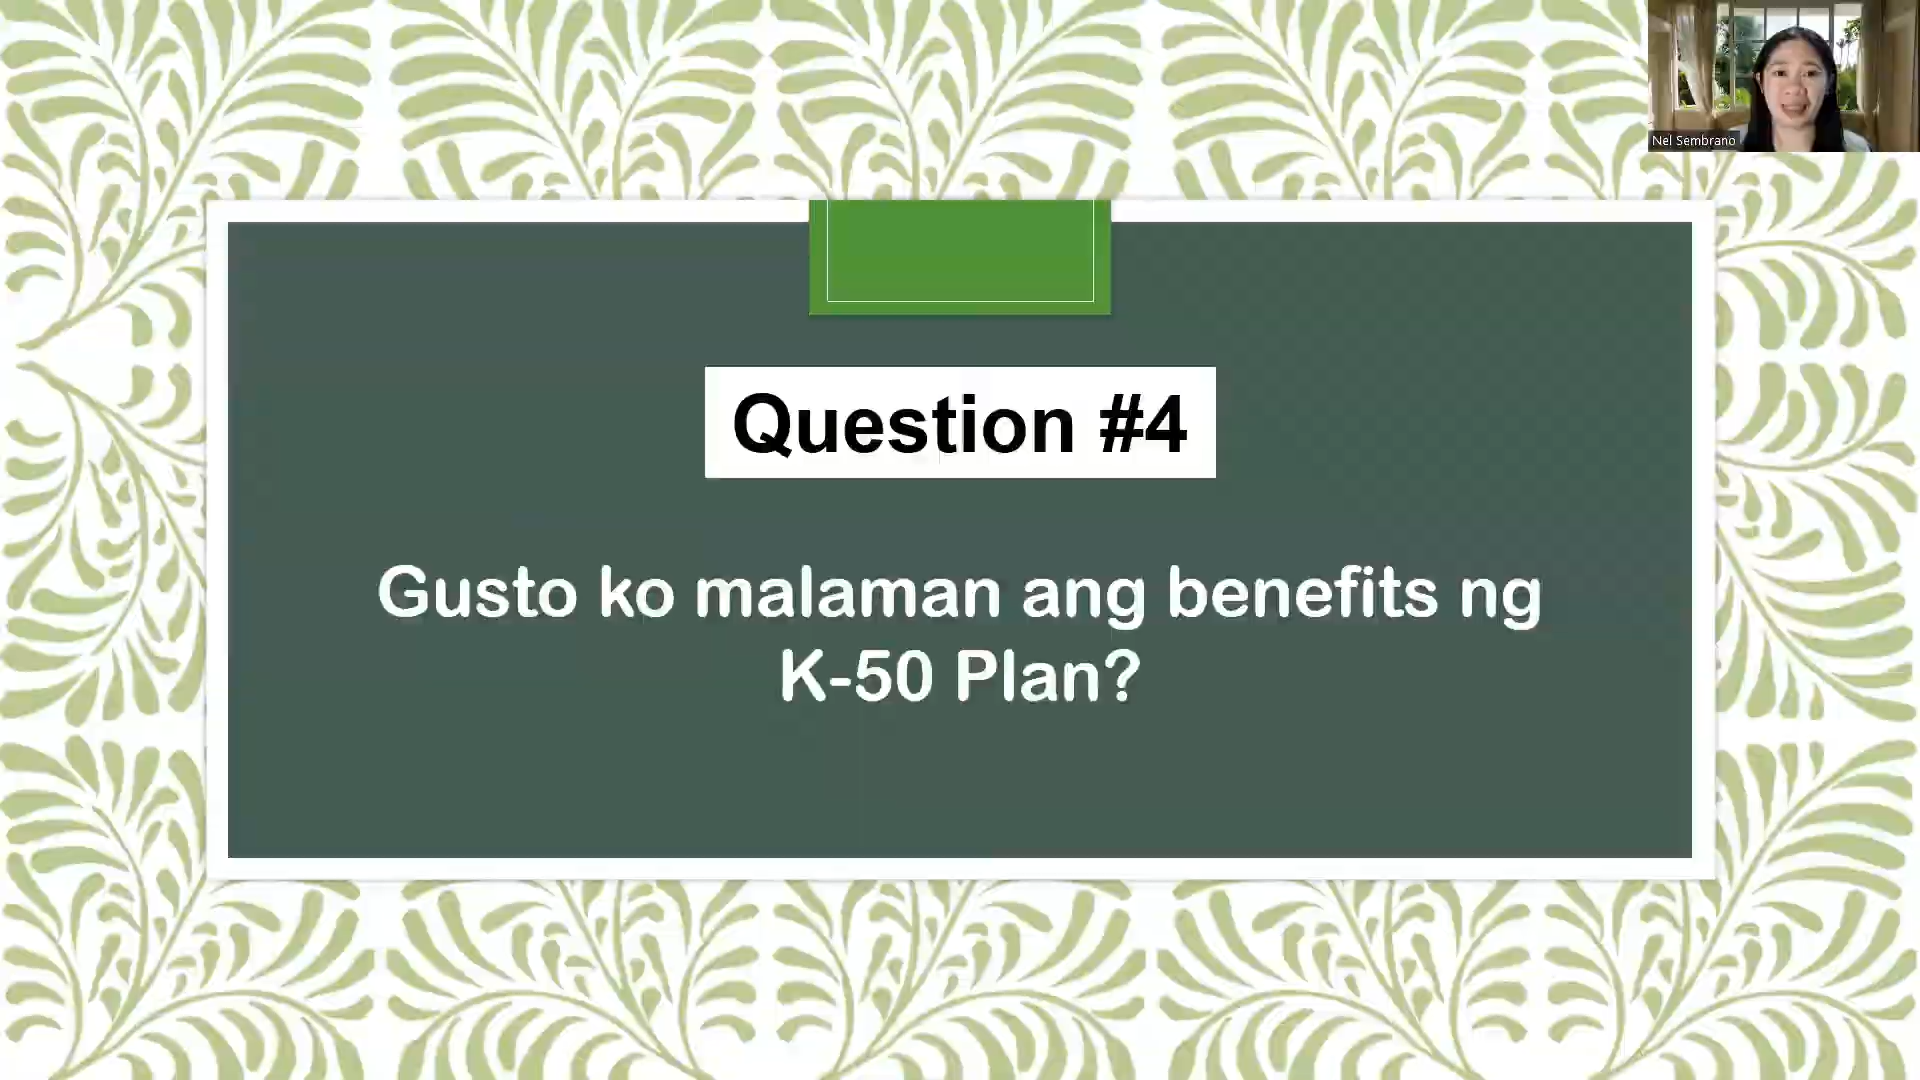 Nel Sembrano
Question #4
Gusto ko malaman ang benefits ng
K-50 Plan?